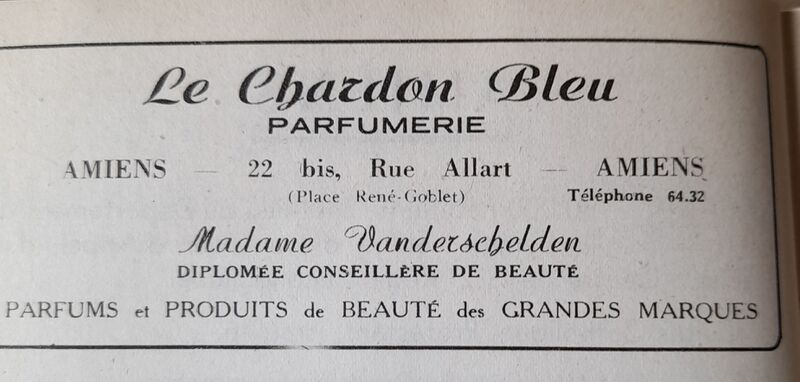 Le Chardon Bleu
PARFUMERIE
AMIENS — 22 bis, Rue Allart — AMIENS
(Place René-Goblet) Téléphone 64.32
Madame Vanderschelden
DIPLOMÉE CONSEILLÈRE DE BEAUTÉ
PARFUMS et PRODUITS de BEAUTÉ des GRANDES MARQUES